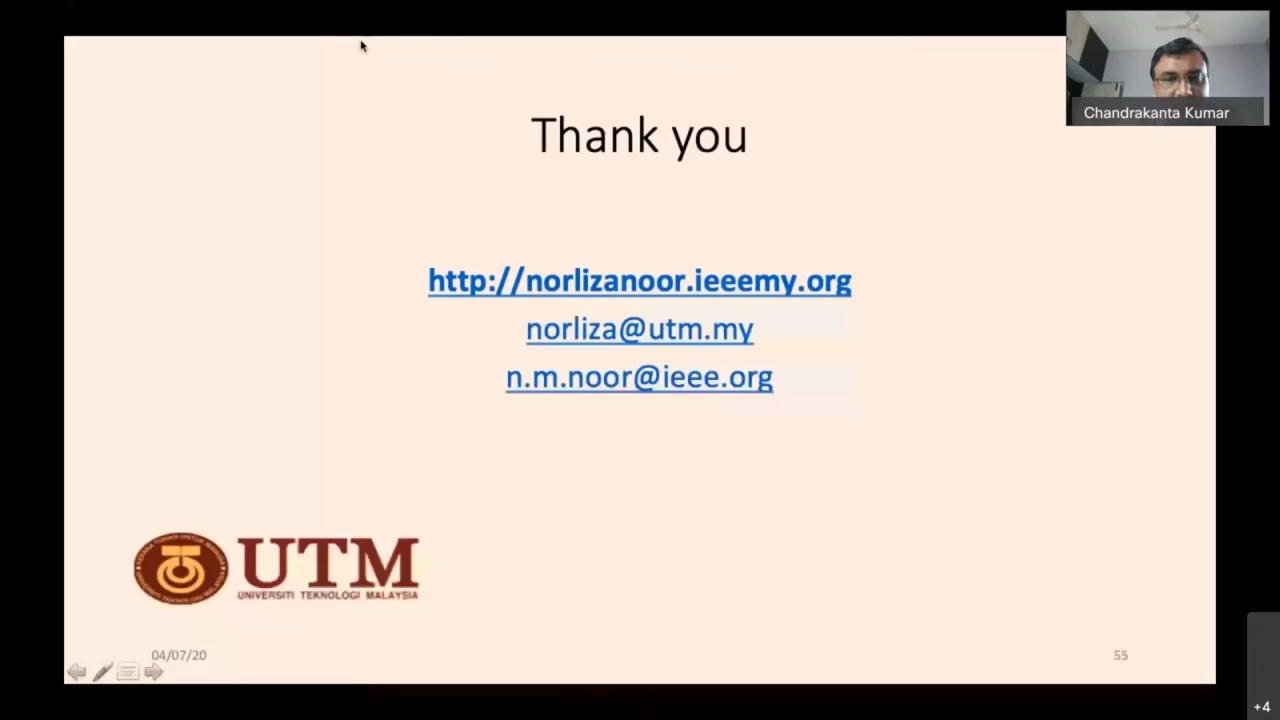 Chandrakanta Kumar
Thank you
http://norlizanoor.ieeemy.org
norliza@utm.my
n.m.noor@ieee.org
UTM
UNIVERSITI TEKNOLOGI MALAYSIA
04/07/20
55
+4